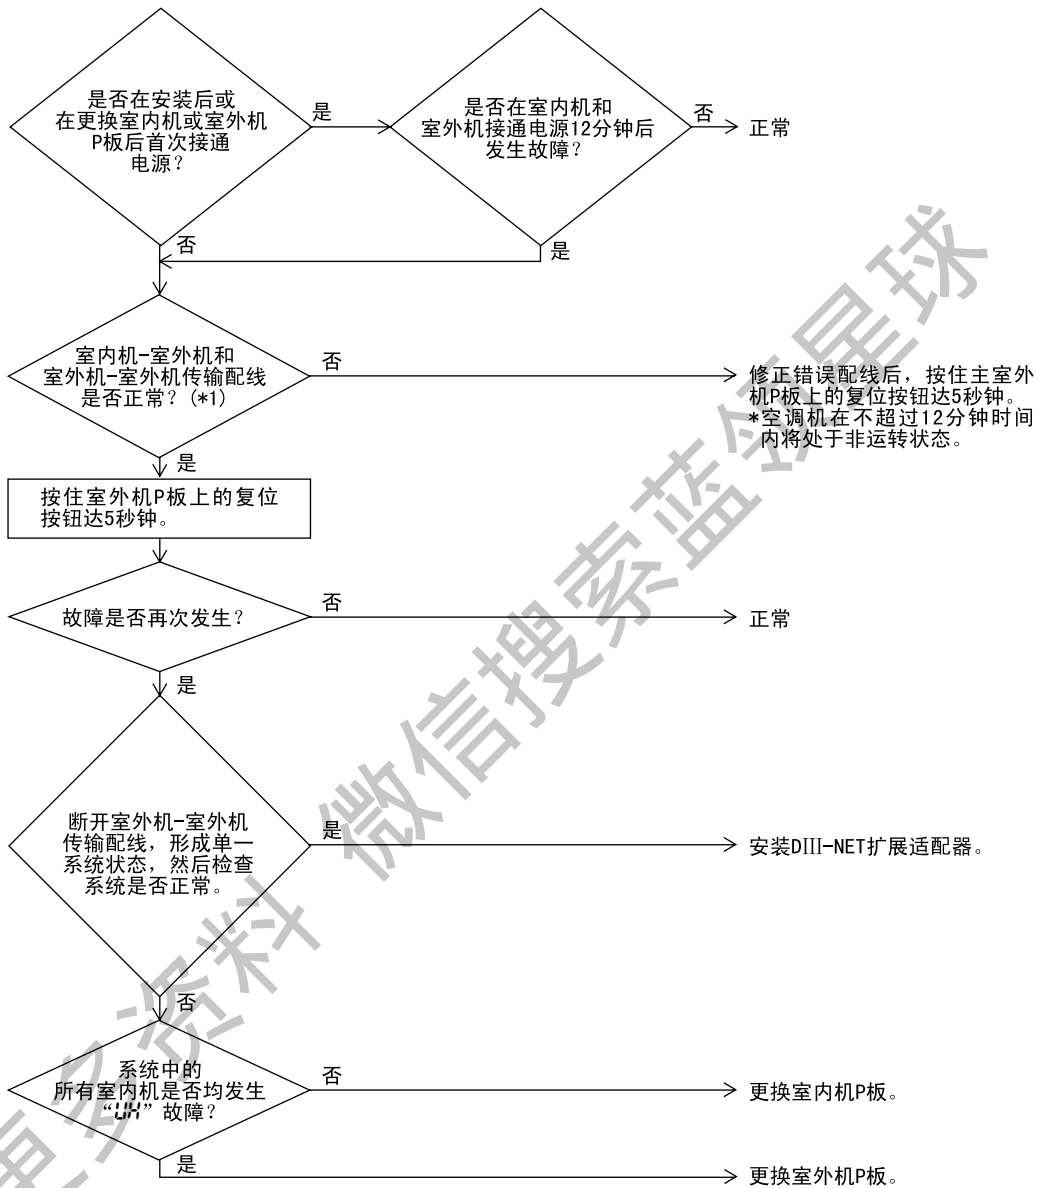 是否在安装后或
在更换室内机或室外机
P板后首次接通
电源？
是
是否在室内机和
室外机接通电源12分钟后
发生故障？
否
正常
否
是
室内机-室外机和
室外机-室外机传输配线
是否正常？(*1)
否
修正错误配线后，按住主室外
机P板上的复位按钮达5秒钟。
*空调机在不超过12分钟时间
内将处于非运转状态。
是
按住室外机P板上的复位
按钮达5秒钟。
故障是否再次发生？
否
正常
是
断开室外机-室外机
传输配线，形成单一
系统状态，然后检查
系统是否正常。
是
安装DIII-NET扩展适配器。
否
系统中的
所有室内机是否均发生
“UH”故障？
否
更换室内机P板。
是
更换室外机P板。
更多资料 微信搜索蓝领星球